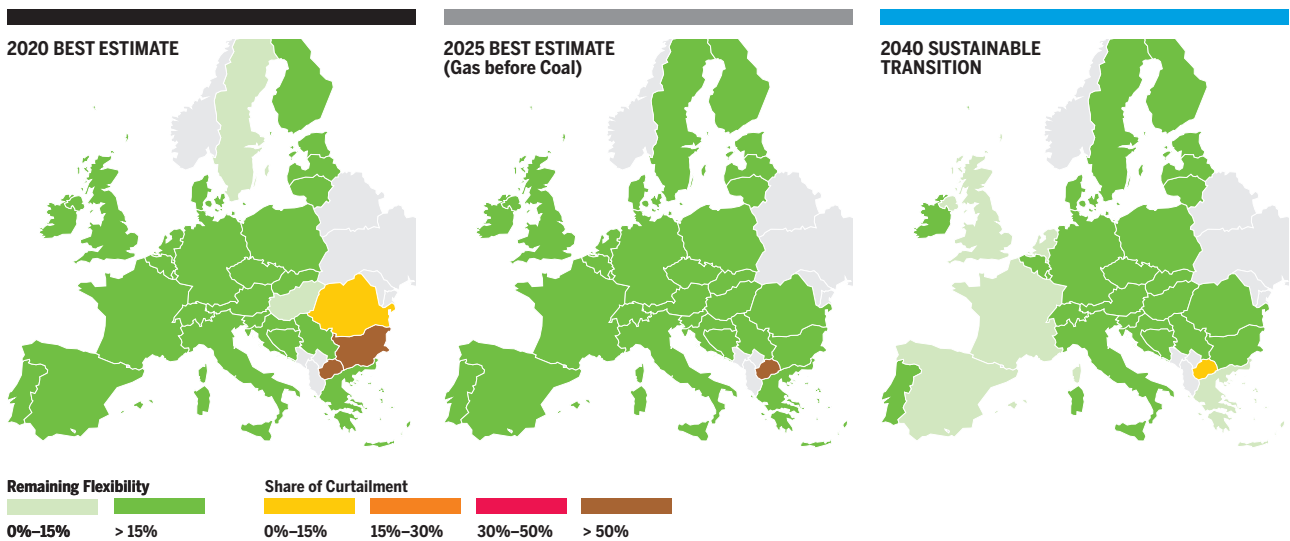 2020 BEST ESTIMATE
2025 BEST ESTIMATE
(Gas before Coal)
2040 SUSTAINABLE
TRANSITION
Remaining Flexibility
0%–15%
> 15%
Share of Curtailment
0%–15%
15%–30%
30%–50%
> 50%